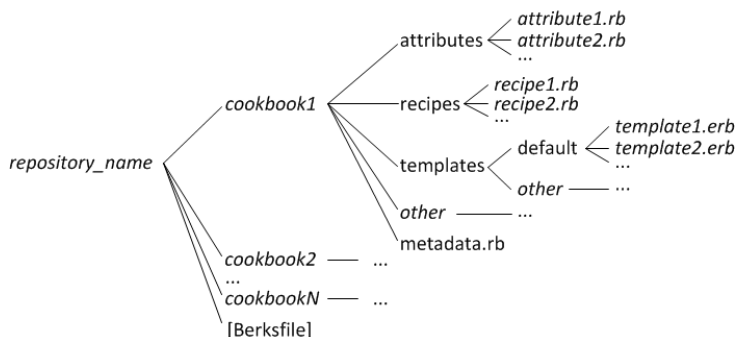 attribute1.rb
attributes
attribute2.rb
...
recipe1.rb
cookbook1
recipes
recipe2.rb
...
template1.erb
default
template2.erb
repository_name
templates
...
other
...
other
...
metadata.rb
cookbook2
...
...
cookbookN
...
[Berksfile]